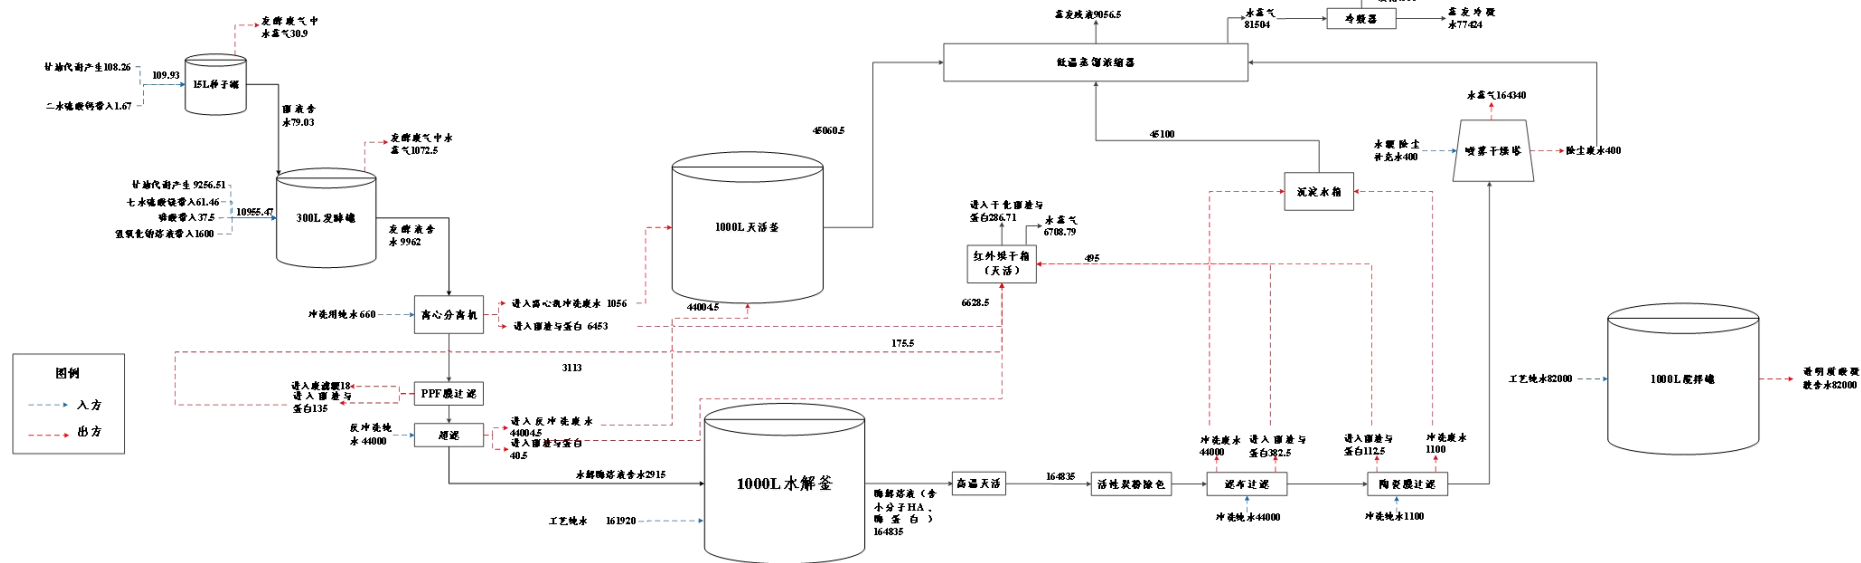 蒸发残液9056.5
水蒸气
81504
冷凝器
蒸发冷凝
水77424
发酵废气中
水蒸气30.9
甘油代谢产生108.26
109.93
15L种子罐
二水硫酸钙带入1.67
菌液含
水79.03
低温蒸馏浓缩器
水蒸气164340
发酵废气中水
蒸气1072.5
45060.5
45100
水膜除尘
补充水400
喷雾干燥塔
除尘废水400
甘油代谢产生9256.51
七水硫酸镁带入61.46
磷酸带入37.5
氢氧化钠溶液带入1600
10955.47
300L发酵罐
发酵液含
水9962
1000L灭活釜
沉淀水箱
进入干化菌渣与
蛋白286.71
水蒸气
6708.79
红外烘干箱
(灭活)
495
6628.5
44004.5
冲洗用纯水660
离心分离机
进入离心机冲洗废水 1056
进入菌渣与蛋白 6453
175.5
3113
图例
入方
出方
进入废滤膜18
进入菌渣与
蛋白135
PPF膜过滤
反冲洗纯
水44000
超滤
进入反冲洗废水
44004.5
进入菌渣与蛋白
40.5
水解酶溶液含水2915
工艺纯水 161920
1000L水解釜
酶解溶液(含
小分子HA、
酶蛋白)
164835
高温灭活
164835
活性炭粉除色
冲洗废水
44000
进入菌渣与
蛋白382.5
滤布过滤
冲洗纯水44000
进入菌渣与
蛋白112.5
冲洗废水
1100
陶瓷膜过滤
冲洗纯水1100
工艺纯水82000
1000L搅拌罐
透明质酸凝
胶含水82000